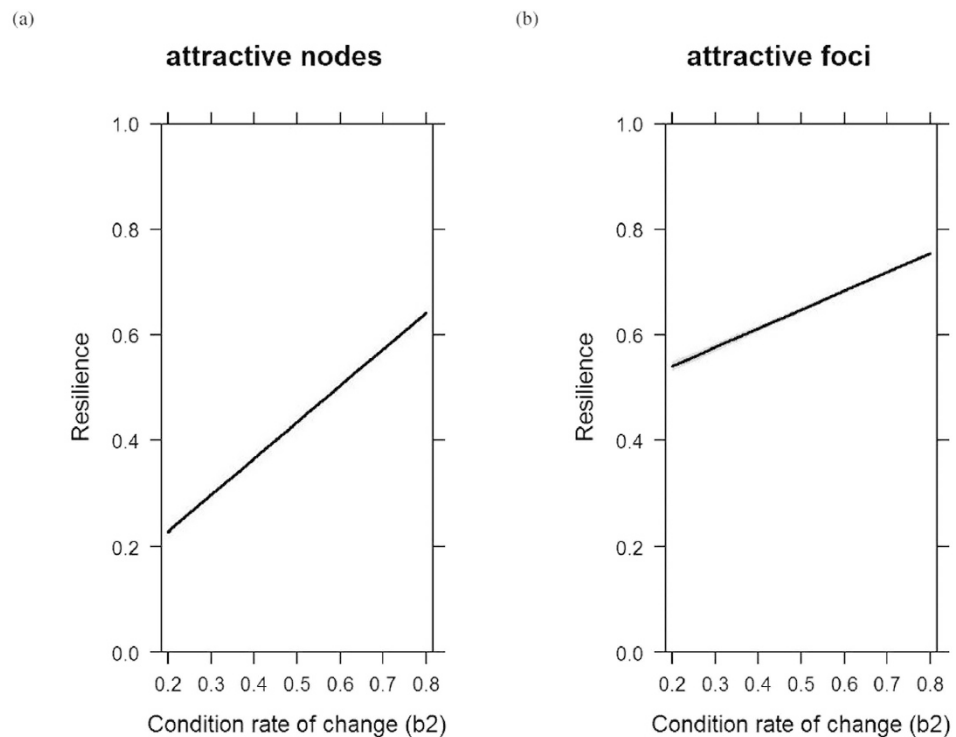 (a)
attractive nodes
1.0
0.8
0.6
0.4
0.2
0.0
Resilience
0.2 0.3 0.4 0.5 0.6 0.7 0.8
Condition rate of change (b2)
(b)
attractive foci
1.0
0.8
0.6
0.4
0.2
0.0
Resilience
0.2 0.3 0.4 0.5 0.6 0.7 0.8
Condition rate of change (b2)